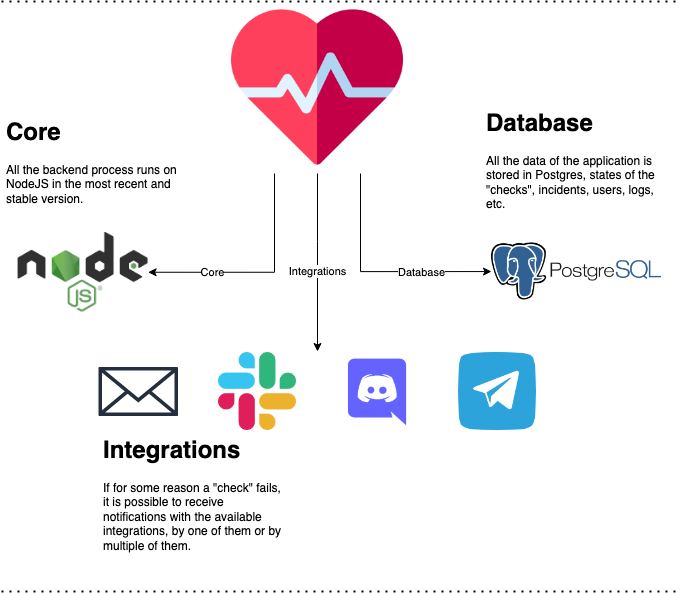 Core
All the backend process runs on
NodeJS in the most recent and
stable version.
Database
All the data of the application is
stored in Postgres, states of the
"checks", incidents, users, logs,
etc.
node
JS
®
Core
Integrations
Database
PostgreSQL
Integrations
If for some reason a "check" fails,
it is possible to receive
notifications with the available
integrations, by one of them or by
multiple of them.